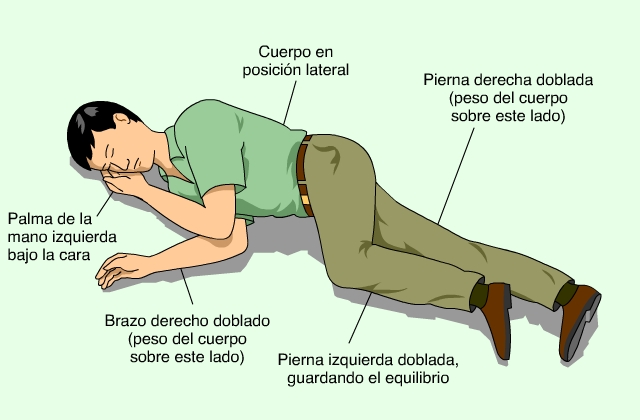 Cuerpo en
posición lateral
Pierna derecha doblada
(peso del cuerpo
sobre este lado)
Palma de la
mano izquierda
bajo la cara
Brazo derecho doblado
(peso del cuerpo
sobre este lado)
Pierna izquierda doblada,
guardando el equilibrio